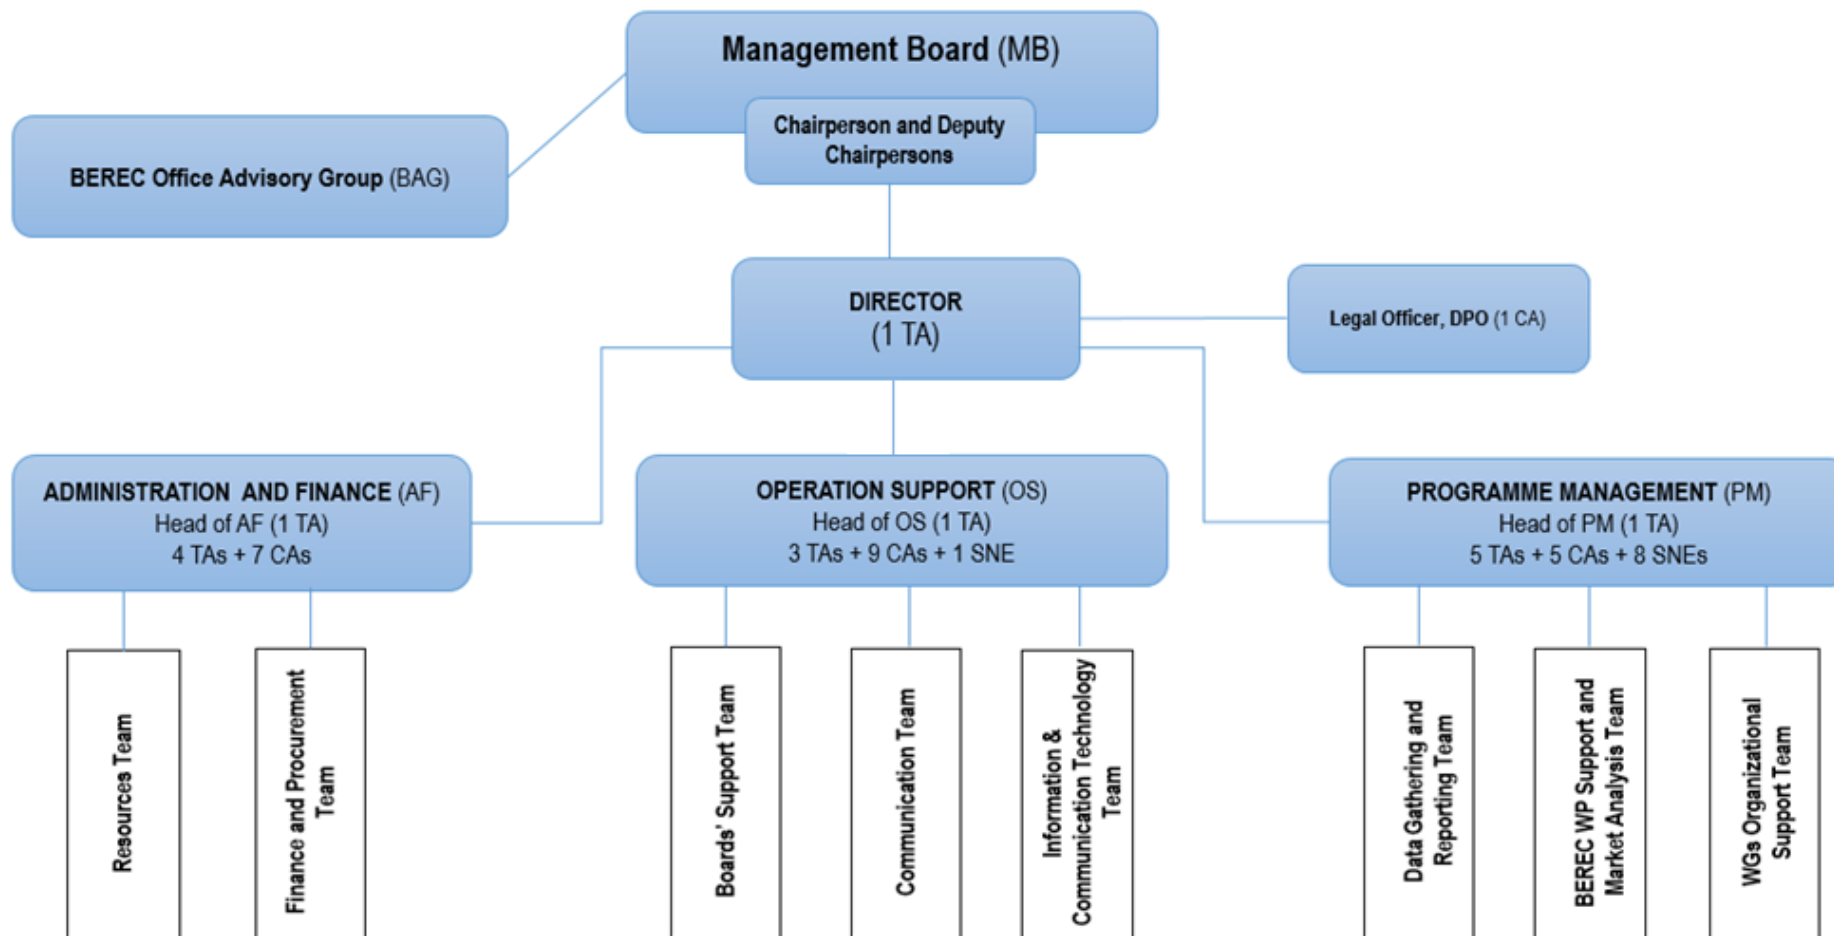 Management Board (MB)
Chairperson and Deputy
Chairpersons
BEREC Office Advisory Group (BAG)
DIRECTOR
(1 TA)
Legal Officer, DPO (1 CA)
ADMINISTRATION AND FINANCE (AF)
Head of AF (1 TA)
4 TAs + 7 CAs
OPERATION SUPPORT (OS)
Head of OS (1 TA)
3 TAs + 9 CAs + 1 SNE
PROGRAMME MANAGEMENT (PM)
Head of PM (1 TA)
5 TAs + 5 CAs + 8 SNEs
Resources Team
Finance and Procurement
Team
Boards' Support Team
Communication Team
Information &
Communication Technology
Team
Data Gathering and
Reporting Team
BEREC WP Support and
Market Analysis Team
WGs Organizational
Support Team